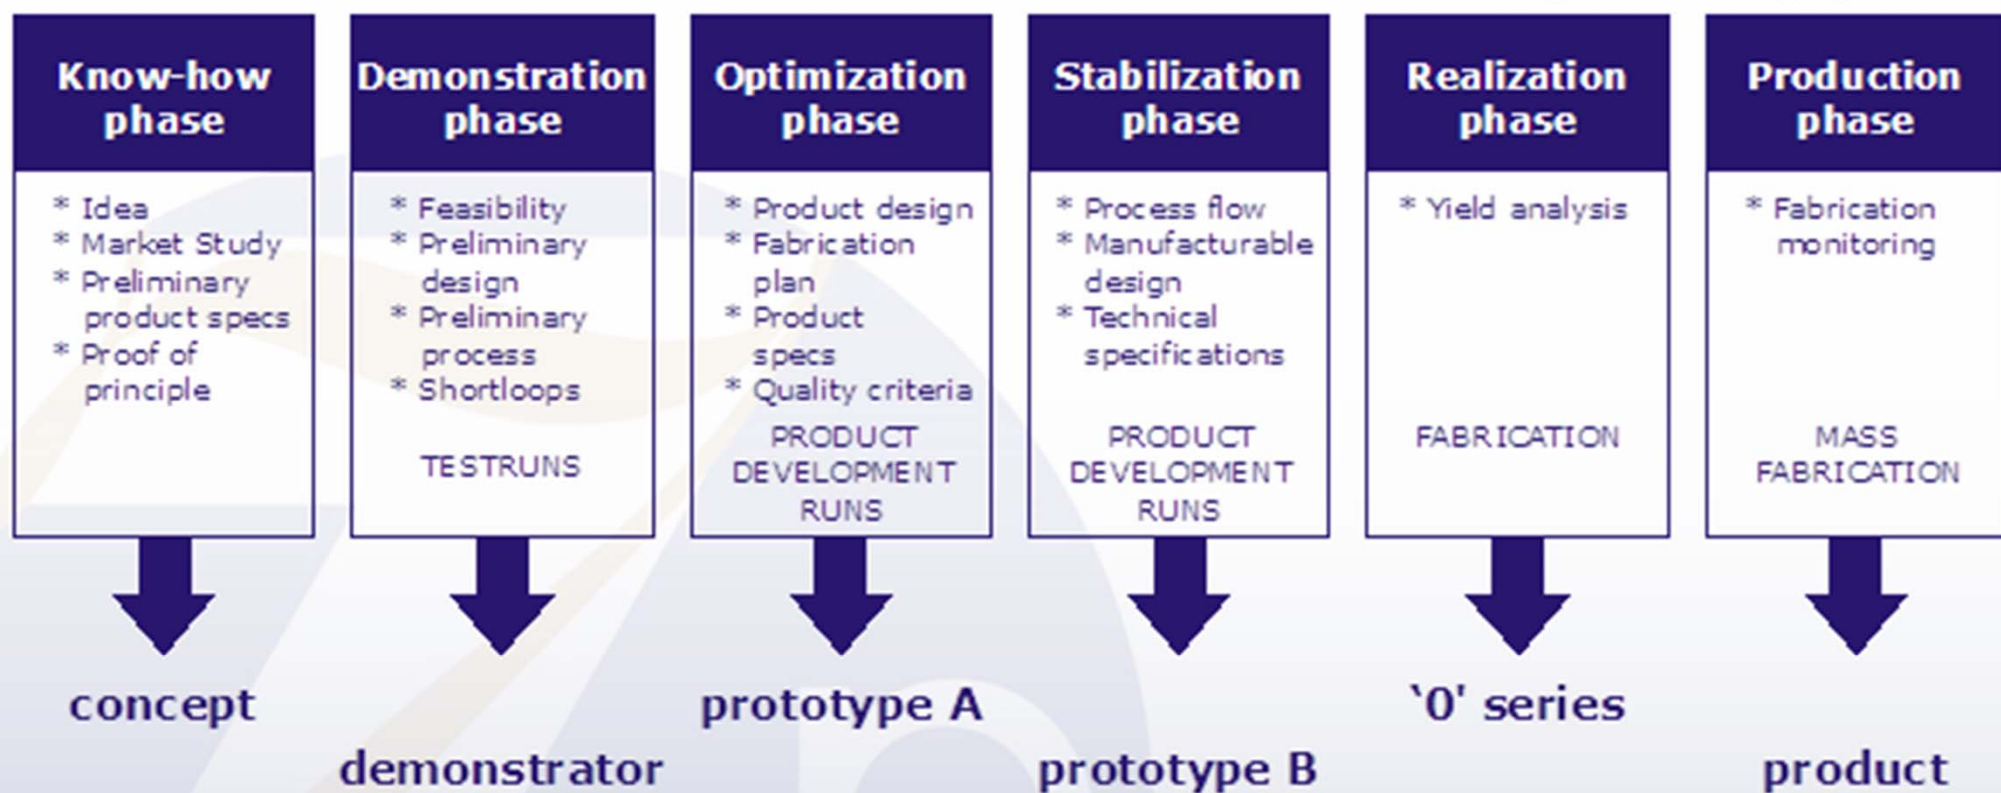 Know-how
phase
* Idea
* Market Study
* Preliminary
product specs
* Proof of
principle
concept
Demonstration
phase
* Feasibility
* Preliminary
design
* Preliminary
process
* Shortloops
TESTRUNS
demonstrator
Optimization
phase
* Product design
* Fabrication
plan
* Product
specs
* Quality criteria
PRODUCT
DEVELOPMENT
RUNS
prototype A
Stabilization
phase
* Process flow
* Manufacturable
design
* Technical
specifications
PRODUCT
DEVELOPMENT
RUNS
prototype B
Realization
phase
* Yield analysis
FABRICATION
‘0' series
Production
phase
* Fabrication
monitoring
MASS
FABRICATION
product